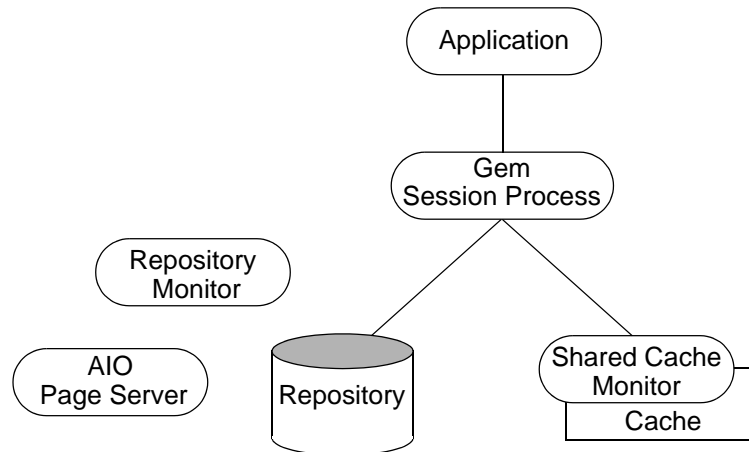 Application
Gem
Session Process
Repository
Monitor
AIO
Page Server
Repository
Shared Cache
Monitor
Cache